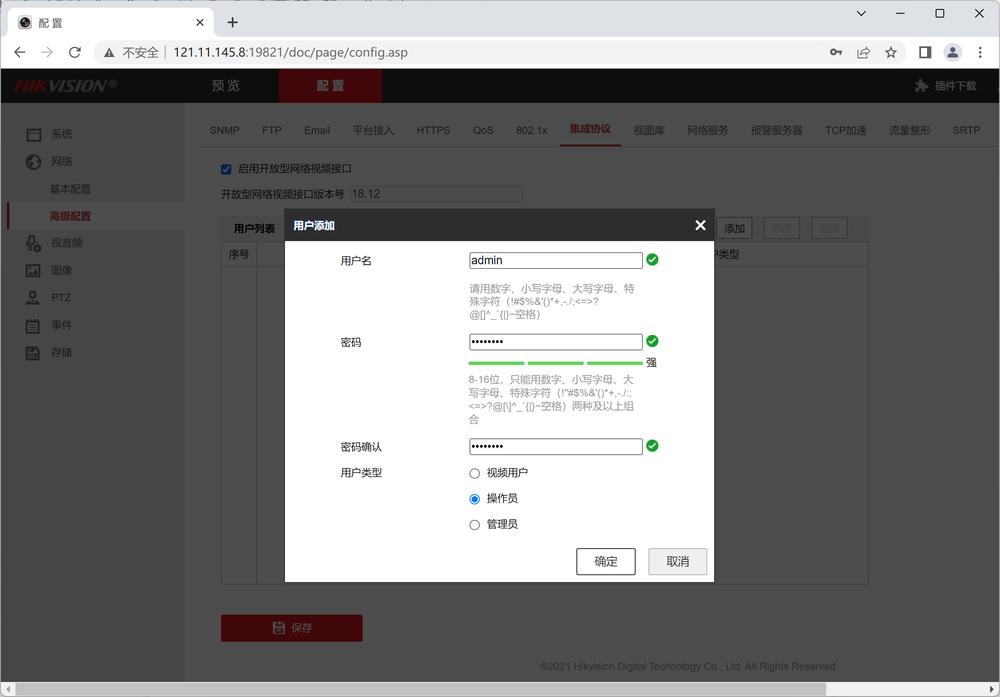 配 置
不安全 121.11.145.8:19821/doc/page/config.asp
HIKVISION®
预 览
配 置
插件下载
系统
网络
基本配置
高级配置
视音频
图像
PTZ
事件
存储
SNMP FTP Email 平台接入 HTTPS QoS 802.1x 集成协议 视图库 网络服务 报警服务器 TCP加速 流量整形 SRTP
启用开放型网络视频接口
开放型网络视频接口版本号 18.12
用户列表
添加 修改 删除
序号
户类型
用户添加
用户名 admin
请用数字、小写字母、大写字母、特
殊字符（!#$%&'()*+,-./;<=>?
@[]^_`{|}~空格）
密码 ••••••••
强
8-16位，只能用数字、小写字母、大
写字母、特殊字符（!"#$%&'()*+,-./:;
<=>?@[\]^_`{|}~空格）两种及以上组
合
密码确认 ••••••••
用户类型 视频用户
操作员
管理员
确定 取消
保存
©2021 Hikvision Digital Technology Co., Ltd. All Rights Reserved.